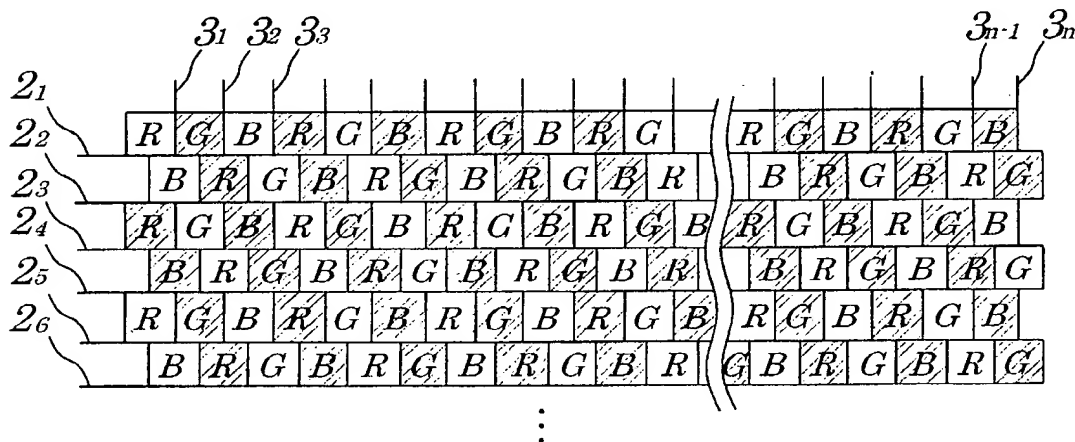 3₁ 3₂ 3₃ 3ₙ₋₁ 3ₙ
2₁
R G B R G B R G B R G R G B R G B
2₂
B R G B R G B R G B R B R G B R G
2₃
R G B R G B R G B R G B R G B R G B
2₄
B R G B R G B R G B R B R G B R G
2₅
R G B R G B R G B R G B R G B R G B
2₆
B R G B R G B R G B R G B R G B R G